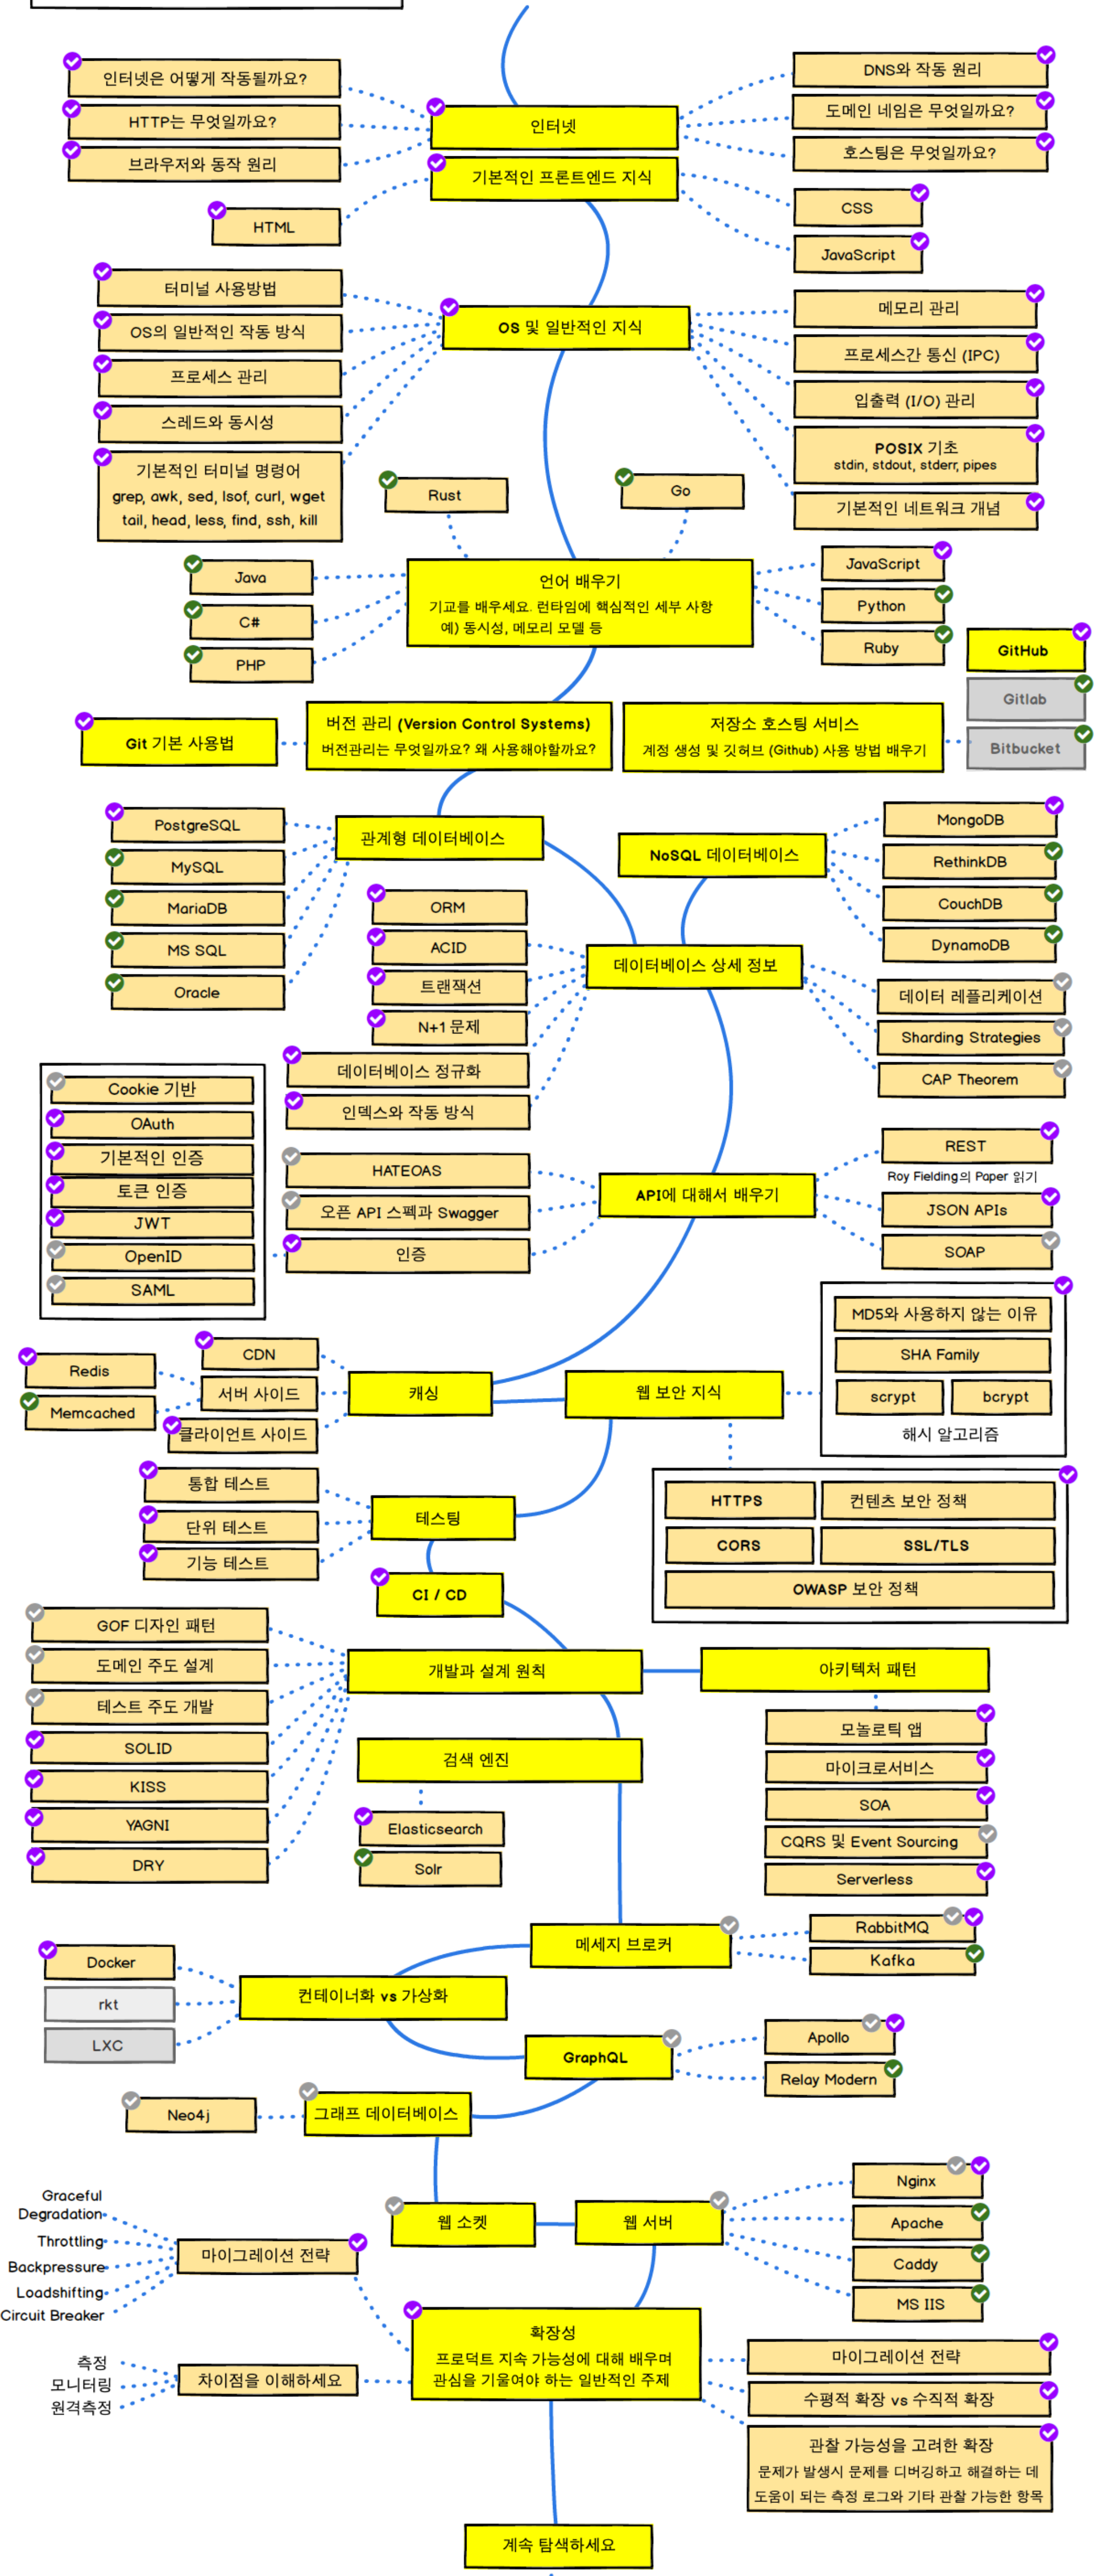 인터넷은 어떻게 작동될까요?
HTTP는 무엇일까요?
브라우저와 동작 원리
인터넷
DNS와 작동 원리
도메인 네임은 무엇일까요?
호스팅은 무엇일까요?
기본적인 프론트엔드 지식
HTML
CSS
JavaScript
터미널 사용방법
OS의 일반적인 작동 방식
프로세스 관리
스레드와 동시성
기본적인 터미널 명령어
grep, awk, sed, lsof, curl, wget
tail, head, less, find, ssh, kill
OS 및 일반적인 지식
메모리 관리
프로세스간 통신 (IPC)
입출력 (I/O) 관리
POSIX 기초
stdin, stdout, stderr, pipes
기본적인 네트워크 개념
Rust
Go
Java
C#
PHP
언어 배우기
기교를 배우세요. 런타임에 핵심적인 세부 사항
예) 동시성, 메모리 모델 등
JavaScript
Python
Ruby
GitHub
Gitlab
Bitbucket
Git 기본 사용법
버전 관리 (Version Control Systems)
버전관리는 무엇일까요? 왜 사용해야할까요?
저장소 호스팅 서비스
계정 생성 및 깃허브 (Github) 사용 방법 배우기
PostgreSQL
MySQL
MariaDB
MS SQL
Oracle
관계형 데이터베이스
NoSQL 데이터베이스
MongoDB
RethinkDB
CouchDB
DynamoDB
ORM
ACID
트랜잭션
N+1 문제
데이터베이스 정규화
인덱스와 작동 방식
데이터베이스 상세 정보
데이터 레플리케이션
Sharding Strategies
CAP Theorem
Cookie 기반
OAuth
기본적인 인증
토큰 인증
JWT
OpenID
SAML
HATEOAS
오픈 API 스펙과 Swagger
인증
API에 대해서 배우기
REST
Roy Fielding의 Paper 읽기
JSON APIs
SOAP
Redis
Memcached
CDN
서버 사이드
클라이언트 사이드
캐싱
웹 보안 지식
MD5와 사용하지 않는 이유
SHA Family
scrypt
bcrypt
해시 알고리즘
통합 테스트
단위 테스트
기능 테스트
테스팅
HTTPS
컨텐츠 보안 정책
CORS
SSL/TLS
OWASP 보안 정책
CI / CD
GOF 디자인 패턴
도메인 주도 설계
테스트 주도 개발
SOLID
KISS
YAGNI
DRY
개발과 설계 원칙
아키텍처 패턴
모놀로틱 앱
마이크로서비스
SOA
CQRS 및 Event Sourcing
Serverless
검색 엔진
Elasticsearch
Solr
메세지 브로커
RabbitMQ
Kafka
Docker
rkt
LXC
컨테이너화 vs 가상화
GraphQL
Apollo
Relay Modern
Neo4j
그래프 데이터베이스
웹 소켓
웹 서버
Nginx
Apache
Caddy
MS IIS
Graceful
Degradation
Throttling
Backpressure
Loadshifting
Circuit Breaker
마이그레이션 전략
측정
모니터링
원격측정
차이점을 이해하세요
확장성
프로덕트 지속 가능성에 대해 배우며
관심을 기울여야 하는 일반적인 주제
마이그레이션 전략
수평적 확장 vs 수직적 확장
관찰 가능성을 고려한 확장
문제가 발생시 문제를 디버깅하고 해결하는 데
도움이 되는 측정 로그와 기타 관찰 가능한 항목
계속 탐색하세요